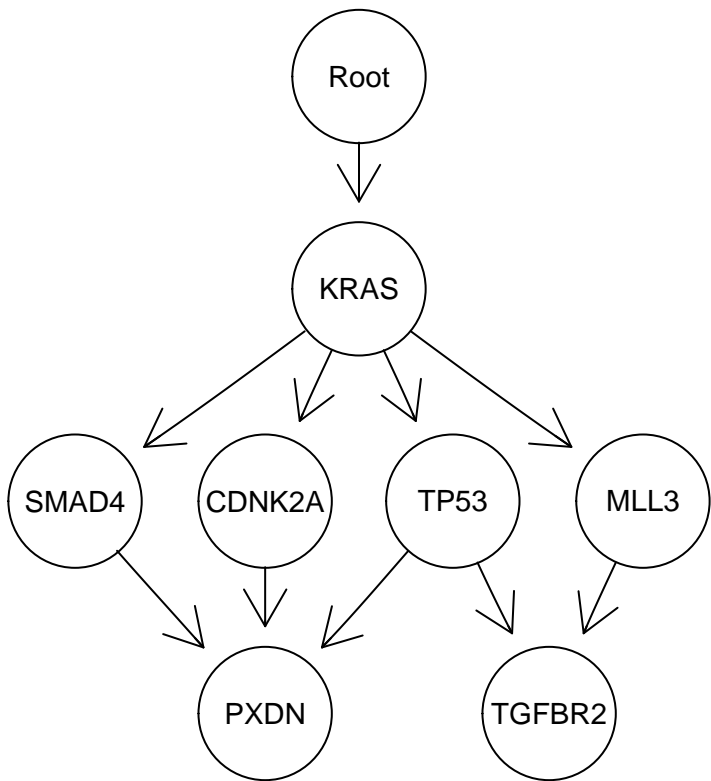 Root
KRAS
SMAD4
CDNK2A
TP53
MLL3
PXDN
TGFBR2